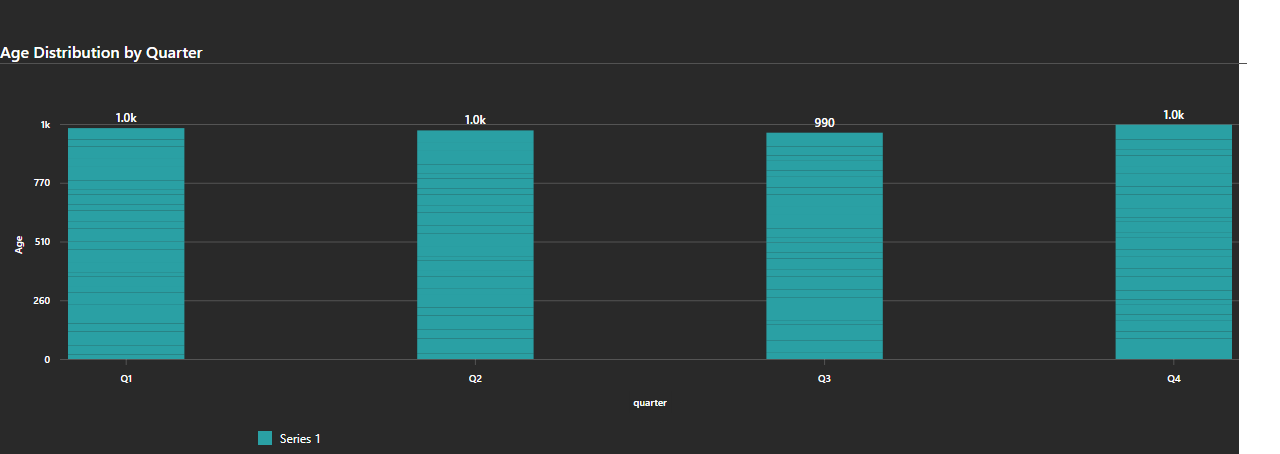 Age Distribution by Quarter
1.0k 1.0k 990 1.0k
1k
770
510
260
0
Age
Q1 Q2 Q3 Q4
quarter
Series 1